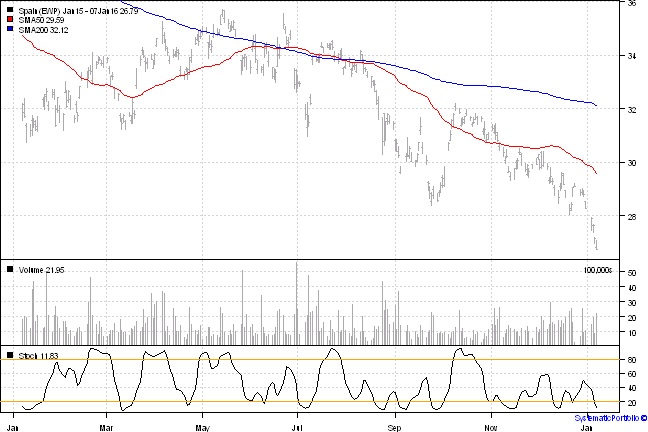 Spain (EWP) Jan 15 - 07Jan16 26.79
SMA50 29.59
SMA200 32.12
36
34
32
30
28
Volume 21.95
100,000s
50
40
30
20
10
Stoch 11.83
80
60
40
20
Jan Mar May Jul Sep Nov Jan
SystematicPortfolio ©